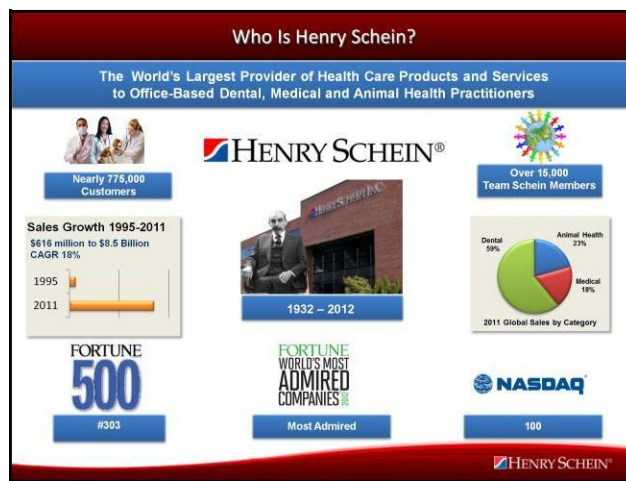 Who Is Henry Schein?
The World's Largest Provider of Health Care Products and Services
to Office-Based Dental, Medical and Animal Health Practitioners
HENRY SCHEIN®
Nearly 775,000
Customers
Over 15,000
Team Schein Members
Sales Growth 1995-2011
$616 million to $8.5 Billion
CAGR 18%
1995
2011
HENRY SCHEIN INC.
1932 – 2012
Dental
59%
Animal Health
23%
Medical
18%
2011 Global Sales by Category
FORTUNE
500
#303
FORTUNE
WORLD'S MOST
ADMIRED
COMPANIES 2012
Most Admired
NASDAQ
100
HENRY SCHEIN®